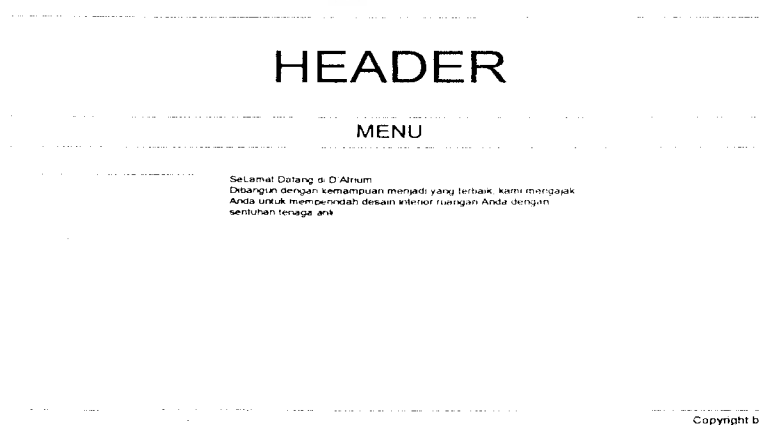 HEADER
MENU
SeLamat Datang di D'Atrium
Dibangun dengan kemampuan menjadi yang terbaik, kami mengajak
Anda untuk memperindah desain interior ruangan Anda dengan
sentuhan tenaga ahli
Copyright b